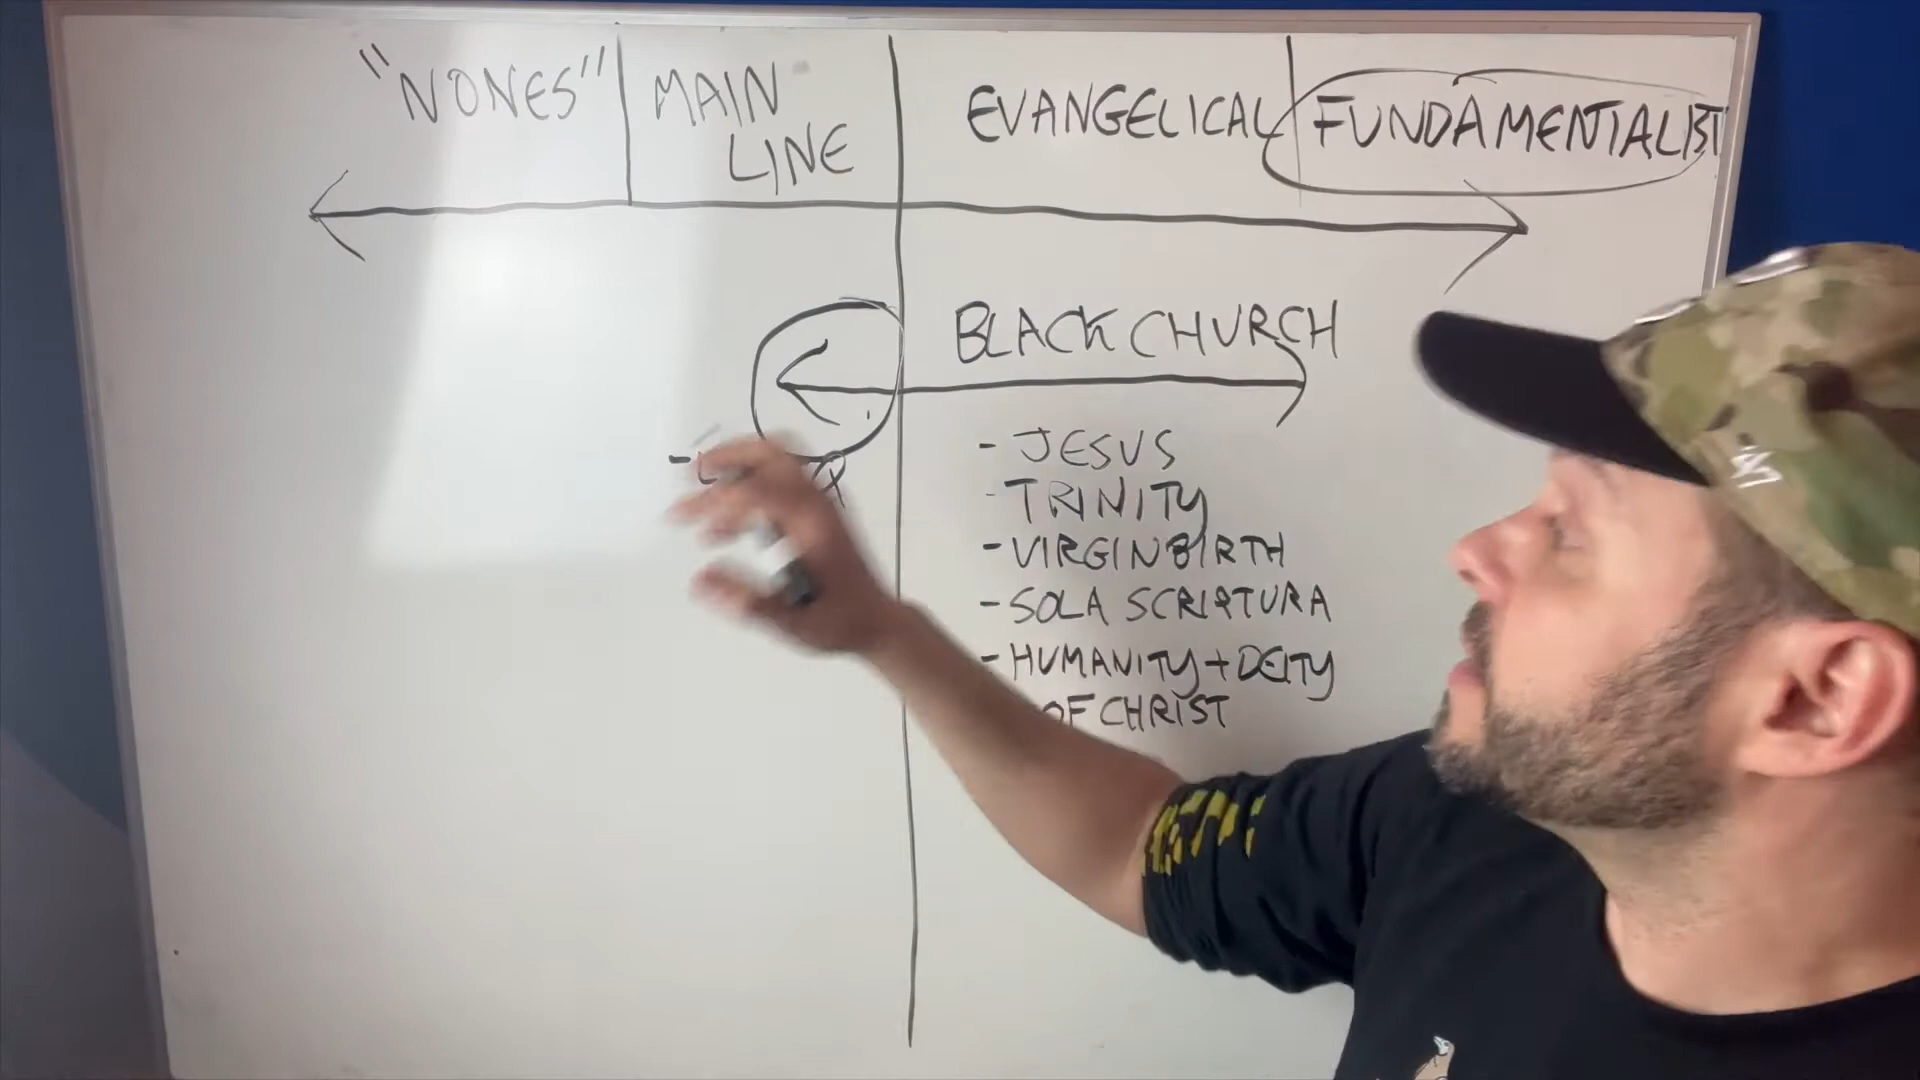 "NONES"
MAIN
LINE
EVANGELICAL
FUNDAMENTALIST
BLACK CHURCH
- JESUS
- TRINITY
- VIRGIN BIRTH
- SOLA SCRIPTURA
- HUMANITY + DEITY
OF CHRIST